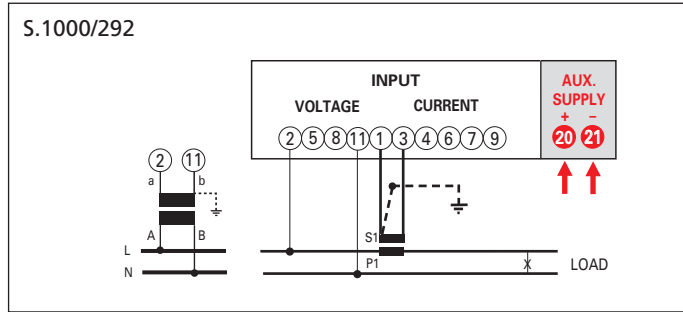 S.1000/292
INPUT
AUX.
SUPPLY
VOLTAGE CURRENT
+ –
2 5 8 11 1 3 4 6 7 9
20 21
2 11
a b
S1
A B
L
P1
X LOAD
N